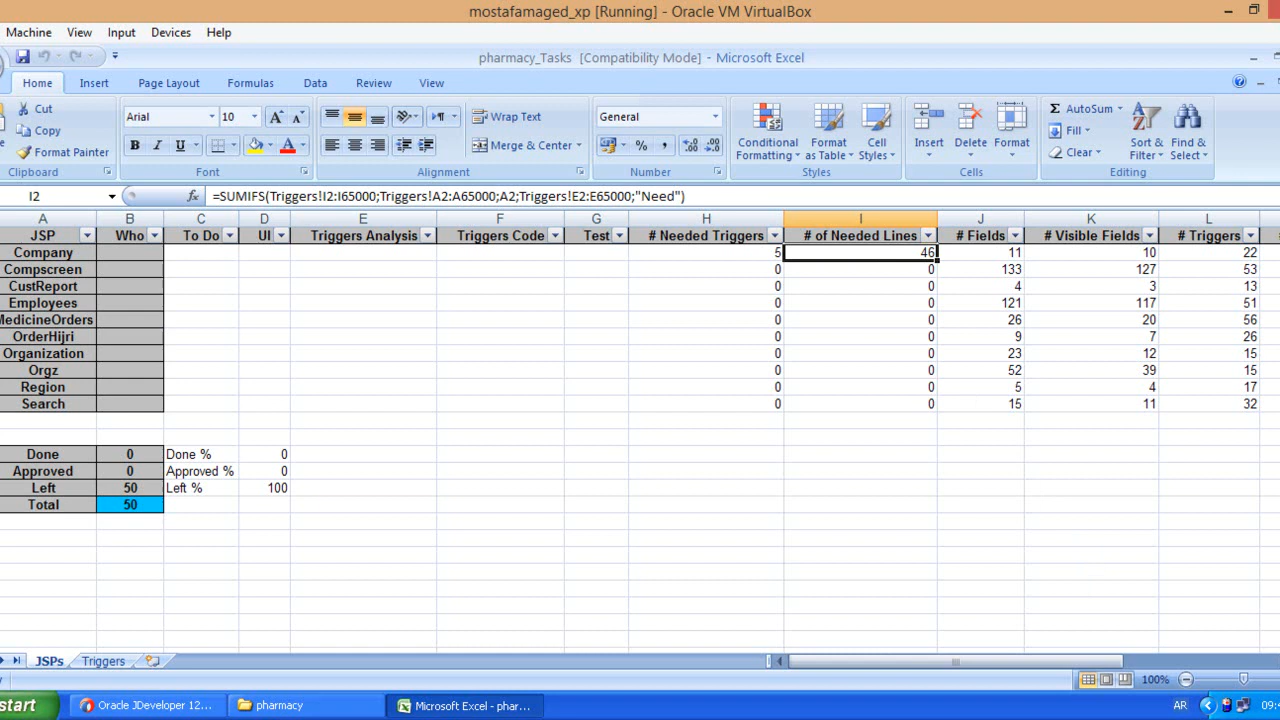 mostafamaged_xp [Running] - Oracle VM VirtualBox
Machine View Input Devices Help
pharmacy_Tasks [Compatibility Mode] - Microsoft Excel
Home Insert Page Layout Formulas Data Review View
Cut
Copy
Format Painter
Clipboard
Arial 10
B I U
Font
Wrap Text
Merge & Center
Alignment
General
Number
Conditional Formatting
Format as Table
Cell Styles
Styles
Insert Delete Format
Cells
Σ AutoSum
Fill
Clear
Sort & Filter
Find & Select
Editing
I2 fx =SUMIFS(Triggers!I2:I65000;Triggers!A2:A65000;A2;Triggers!E2:E65000;"Need")
A B C D E F G H I J K L
JSP Who To Do UI Triggers Analysis Triggers Code Test # Needed Triggers # of Needed Lines # Fields # Visible Fields # Triggers
Company 5 46 11 10 22
Compscreen 0 0 133 127 53
CustReport 0 0 4 3 13
Employees 0 0 121 117 51
MedicineOrders 0 0 26 20 56
OrderHijri 0 0 9 7 26
Organization 0 0 23 12 15
Orgz 0 0 52 39 15
Region 0 0 5 4 17
Search 0 0 15 11 32
Done 0 Done % 0
Approved 0 Approved % 0
Left 50 Left % 100
Total 50
JSPs Triggers
100%
start Oracle JDeveloper 12... pharmacy Microsoft Excel - phar... AR